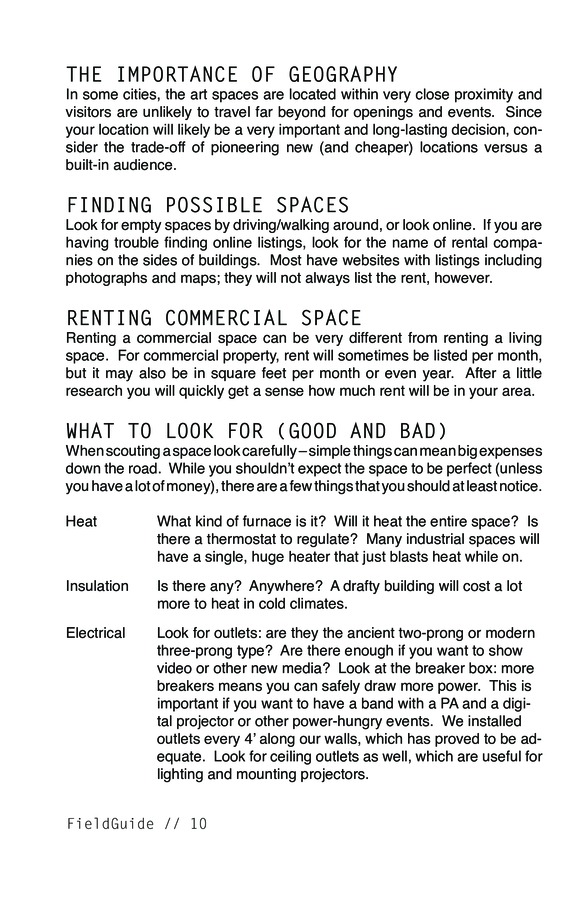 THE IMPORTANCE OF GEOGRAPHY
In some cities, the art spaces are located within very close proximity and
visitors are unlikely to travel far beyond for openings and events.  Since
your location will likely be a very important and long-lasting decision, con-
sider the trade-off of pioneering new (and cheaper) locations versus a
built-in audience.
FINDING POSSIBLE SPACES
Look for empty spaces by driving/walking around, or look online.  If you are
having trouble finding online listings, look for the name of rental compa-
nies on the sides of buildings.  Most have websites with listings including
photographs and maps; they will not always list the rent, however.
RENTING COMMERCIAL SPACE
Renting a commercial space can be very different from renting a living
space.  For commercial property, rent will sometimes be listed per month,
but it may also be in square feet per month or even year.  After a little
research you will quickly get a sense how much rent will be in your area.
WHAT TO LOOK FOR (GOOD AND BAD)
When scouting a space look carefully – simple things can mean big expenses
down the road.  While you shouldn't expect the space to be perfect (unless
you have a lot of money), there are a few things that you should at least notice.
Heat What kind of furnace is it?  Will it heat the entire space?  Is
there a thermostat to regulate?  Many industrial spaces will
have a single, huge heater that just blasts heat while on.
Insulation Is there any?  Anywhere?  A drafty building will cost a lot
more to heat in cold climates.
Electrical Look for outlets: are they the ancient two-prong or modern
three-prong type?  Are there enough if you want to show
video or other new media?  Look at the breaker box: more
breakers means you can safely draw more power.  This is
important if you want to have a band with a PA and a digi-
tal projector or other power-hungry events.  We installed
outlets every 4' along our walls, which has proved to be ad-
equate.  Look for ceiling outlets as well, which are useful for
lighting and mounting projectors.
FieldGuide // 10